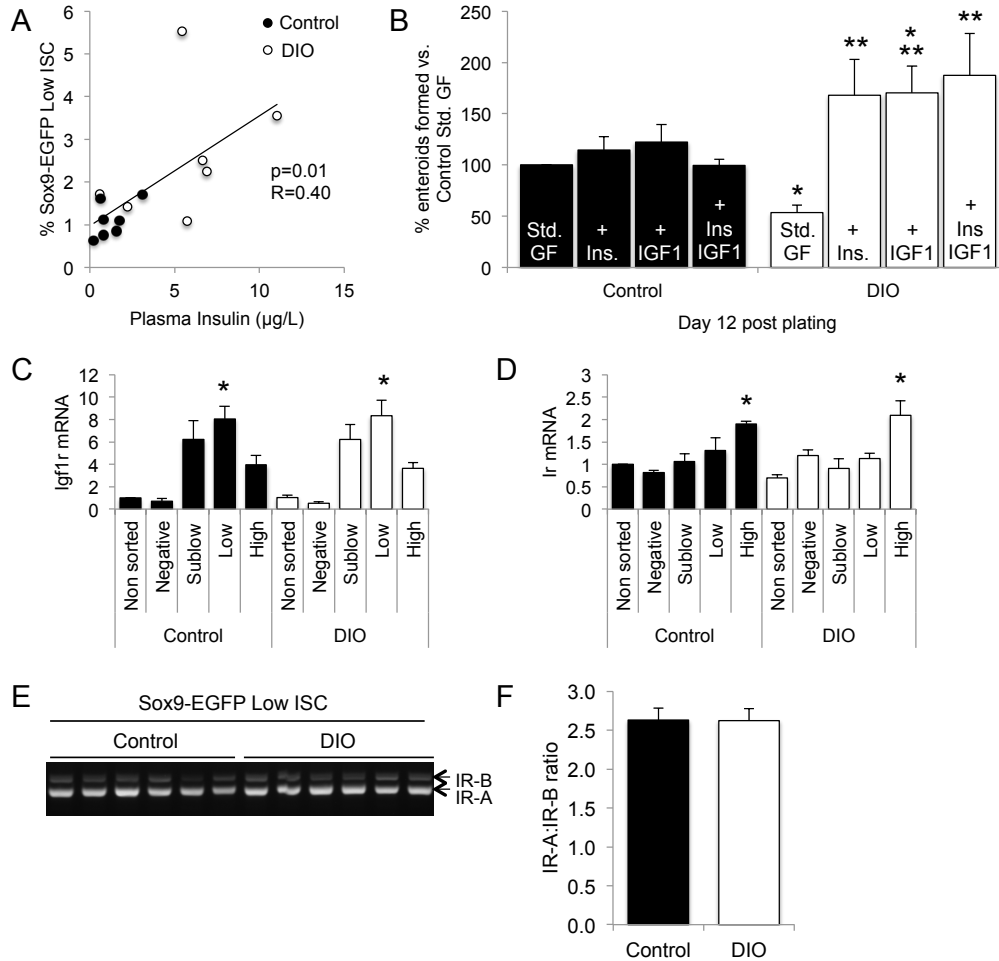 A
% Sox9-EGFP Low ISC
6
5
4
3
2
1
0
0 5 10 15
Plasma Insulin (µg/L)
Control
DIO
p=0.01
R=0.40
B
% enteroids formed vs.
Control Std. GF
250
200
150
100
50
0
Std.
GF
+
Ins.
+
IGF1
+
Ins
IGF1
*
Std.
GF
**
+
Ins.
*
**
+
IGF1
**
+
Ins
IGF1
Control DIO
Day 12 post plating
C
Igf1r mRNA
12
10
8
6
4
2
0
* *
Non sorted
Negative
Sublow
Low
High
Non sorted
Negative
Sublow
Low
High
Control DIO
D
Ir mRNA
3
2.5
2
1.5
1
0.5
0
* *
Non sorted
Negative
Sublow
Low
High
Non sorted
Negative
Sublow
Low
High
Control DIO
E
Sox9-EGFP Low ISC
Control DIO
IR-B
IR-A
F
IR-A:IR-B ratio
3.0
2.5
2.0
1.5
1.0
0.5
0.0
Control DIO